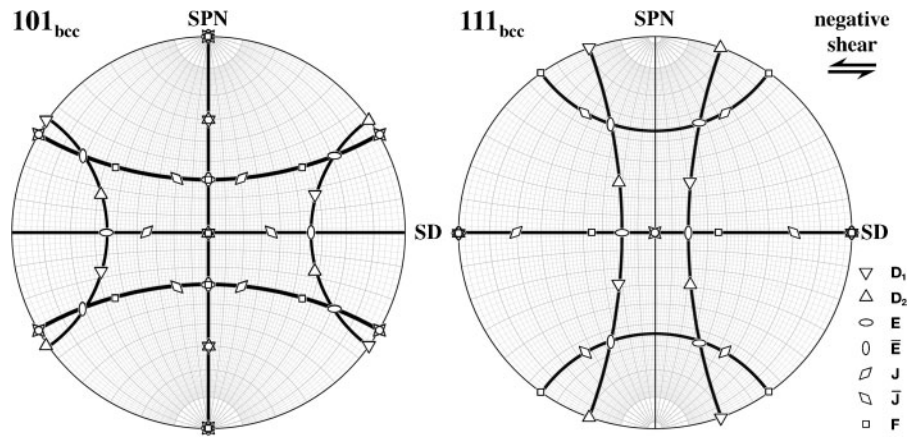 101bcc
SPN
111bcc
SPN
negative
shear
SD
SD
D1
D2
E
E̅
J
J̅
F